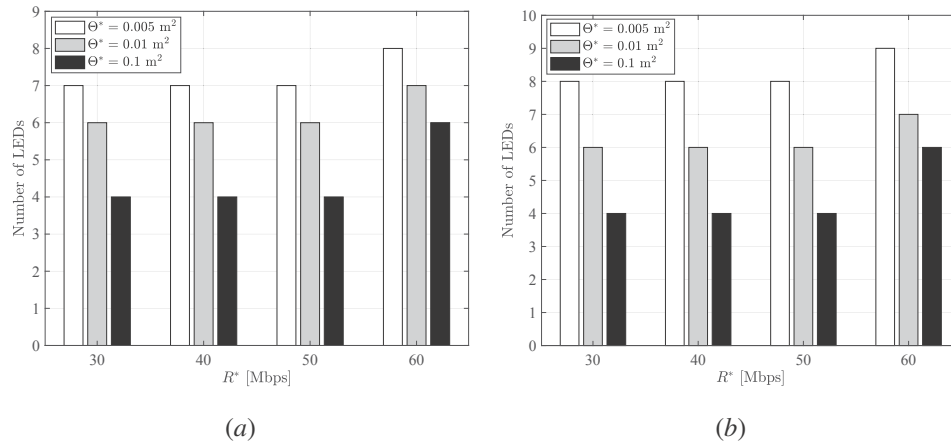 9
8
7
6
5
4
3
2
1
0
Number of LEDs
Θ* = 0.005 m²
Θ* = 0.01 m²
Θ* = 0.1 m²
30 40 50 60
R* [Mbps]
(a)
10
9
8
7
6
5
4
3
2
1
0
Number of LEDs
Θ* = 0.005 m²
Θ* = 0.01 m²
Θ* = 0.1 m²
30 40 50 60
R* [Mbps]
(b)